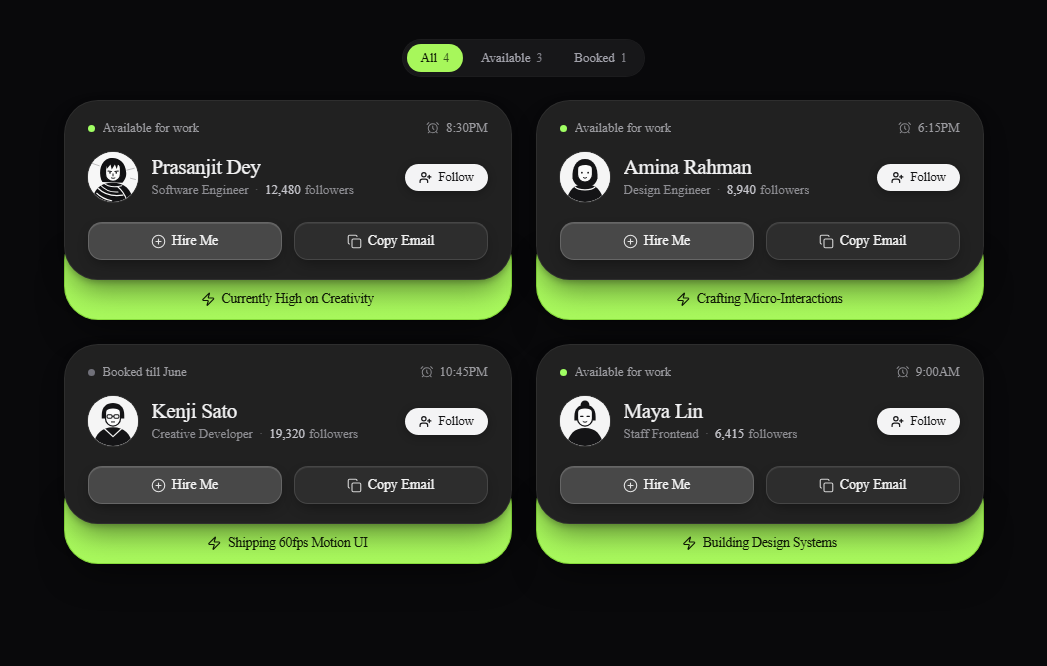 All 4 Available 3 Booked 1
Available for work 8:30PM
Prasanjit Dey
Software Engineer · 12,480 followers
Follow
Hire Me Copy Email
Currently High on Creativity
Available for work 6:15PM
Amina Rahman
Design Engineer · 8,940 followers
Follow
Hire Me Copy Email
Crafting Micro-Interactions
Booked till June 10:45PM
Kenji Sato
Creative Developer · 19,320 followers
Follow
Hire Me Copy Email
Shipping 60fps Motion UI
Available for work 9:00AM
Maya Lin
Staff Frontend · 6,415 followers
Follow
Hire Me Copy Email
Building Design Systems